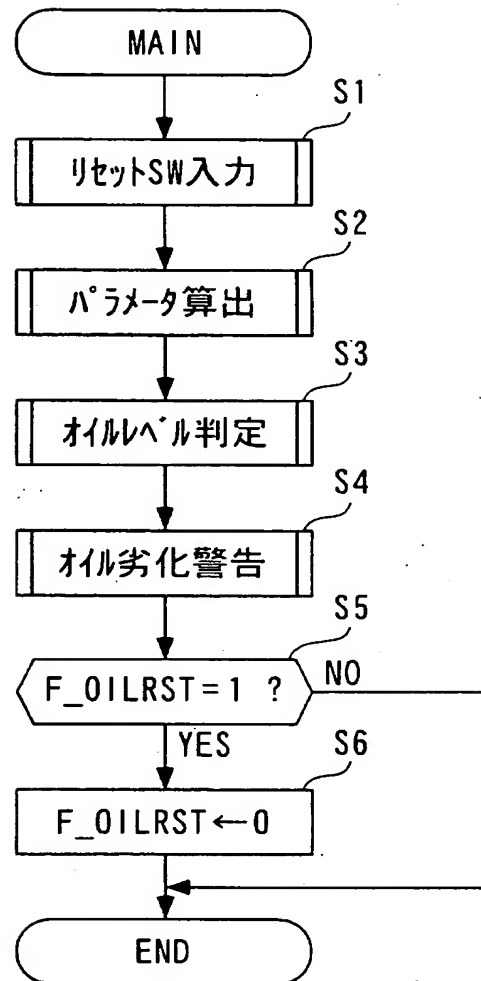 MAIN
S1
リセットSW入力
S2
パラメータ算出
S3
オイルレベル判定
S4
オイル劣化警告
S5
F_OILRST=1 ?
NO
YES
S6
F_OILRST←0
END